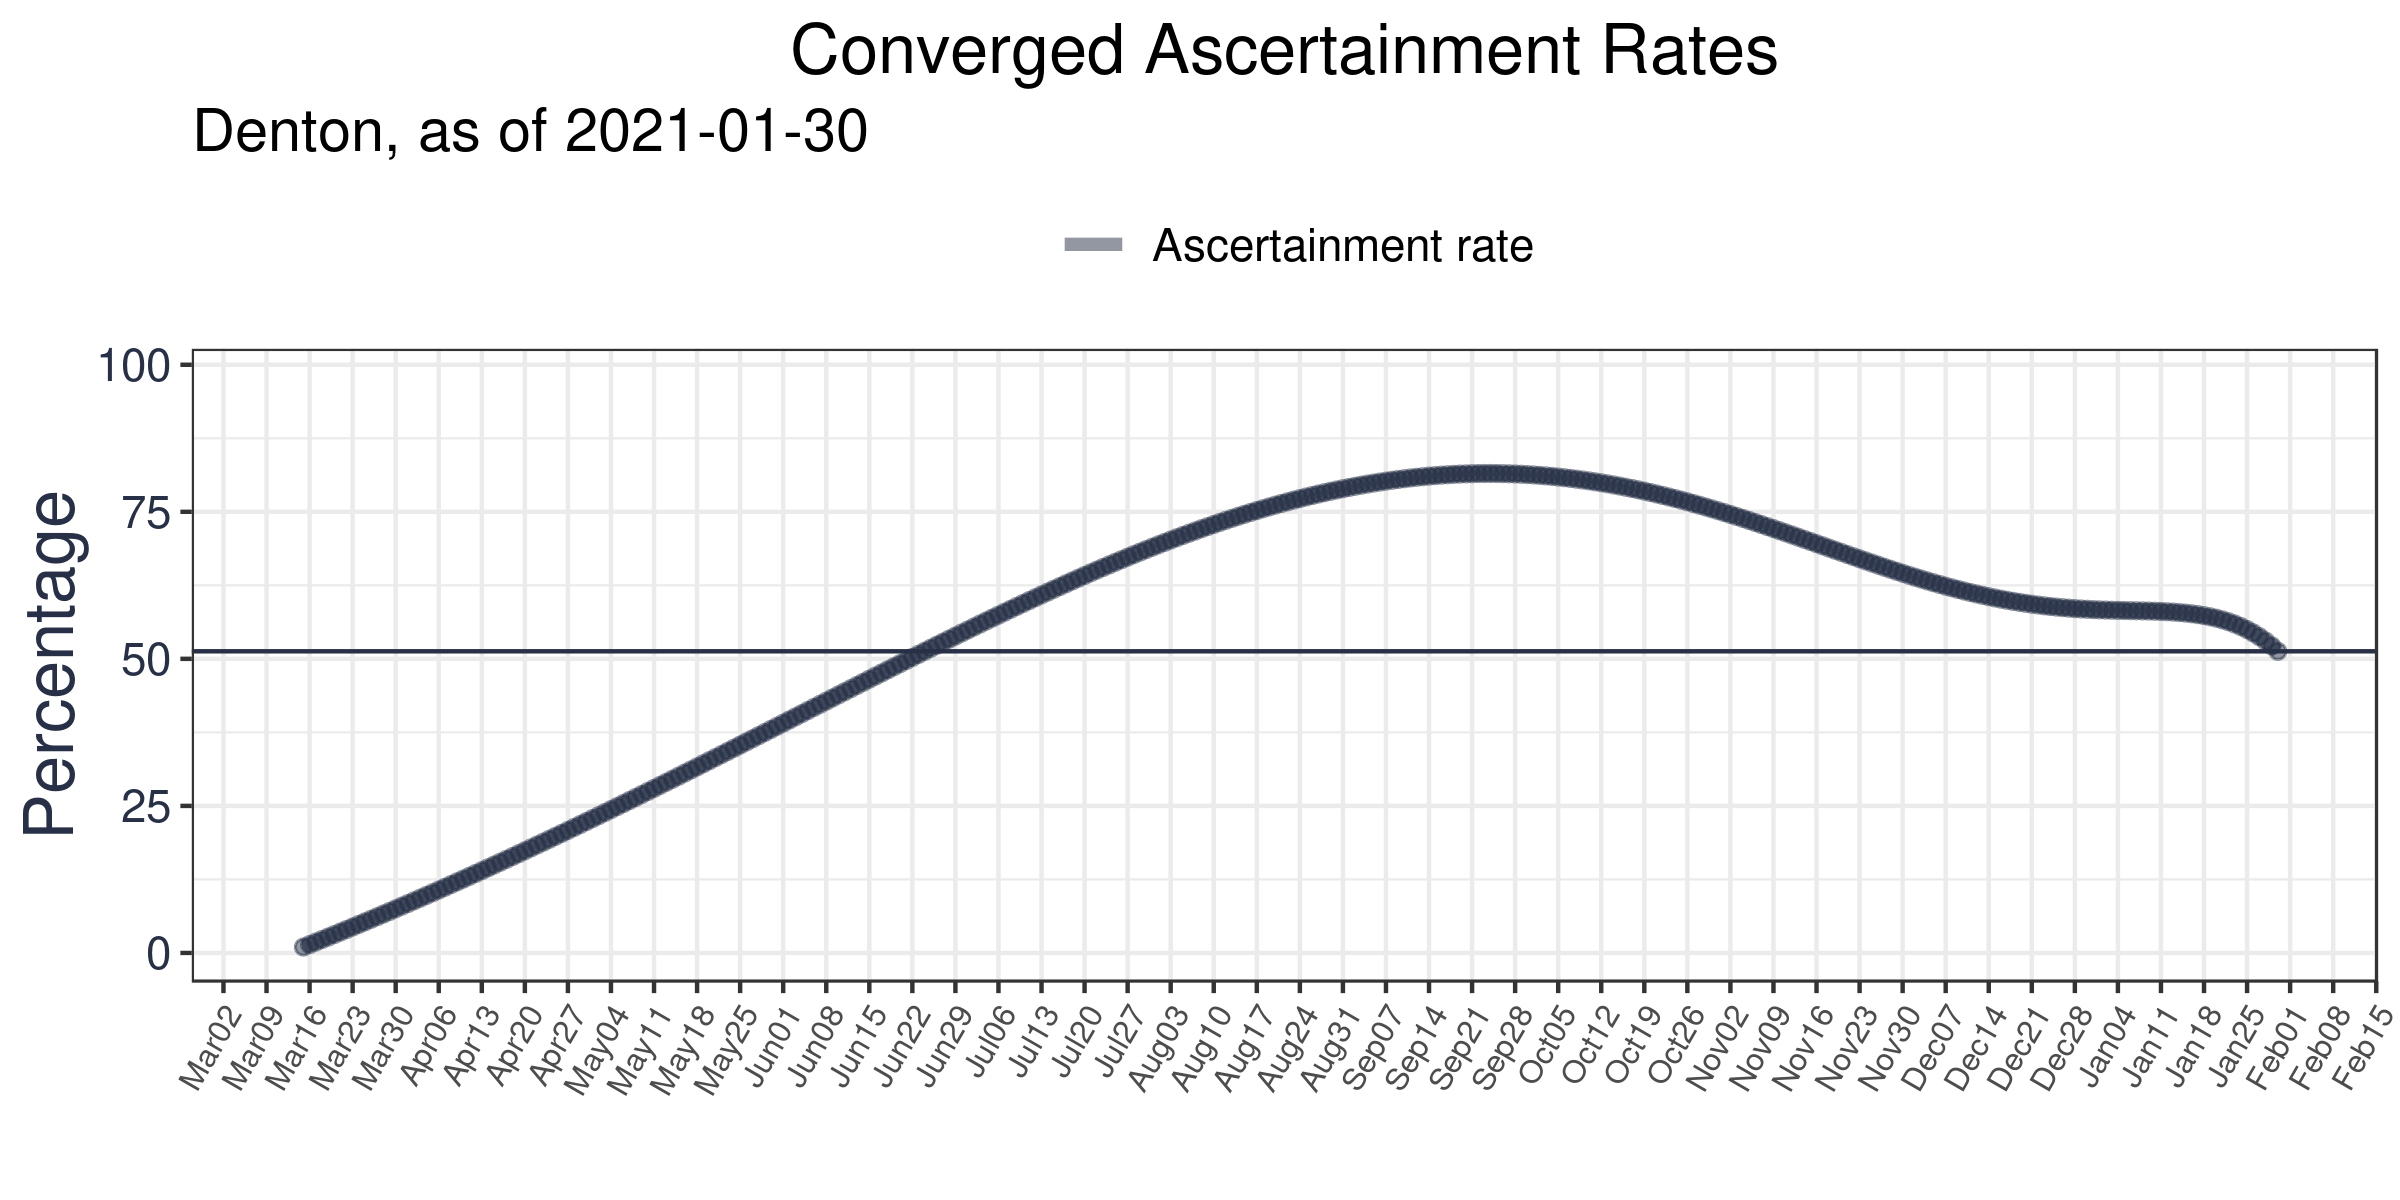 Converged Ascertainment Rates
Denton, as of 2021-01-30
Ascertainment rate
Percentage
100
75
50
25
0
Mar02 Mar09 Mar16 Mar23 Mar30 Apr06 Apr13 Apr20 Apr27 May04 May11 May18 May25 Jun01 Jun08 Jun15 Jun22 Jun29 Jul06 Jul13 Jul20 Jul27 Aug03 Aug10 Aug17 Aug24 Aug31 Sep07 Sep14 Sep21 Sep28 Oct05 Oct12 Oct19 Oct26 Nov02 Nov09 Nov16 Nov23 Nov30 Dec07 Dec14 Dec21 Dec28 Jan04 Jan11 Jan18 Jan25 Feb01 Feb08 Feb15